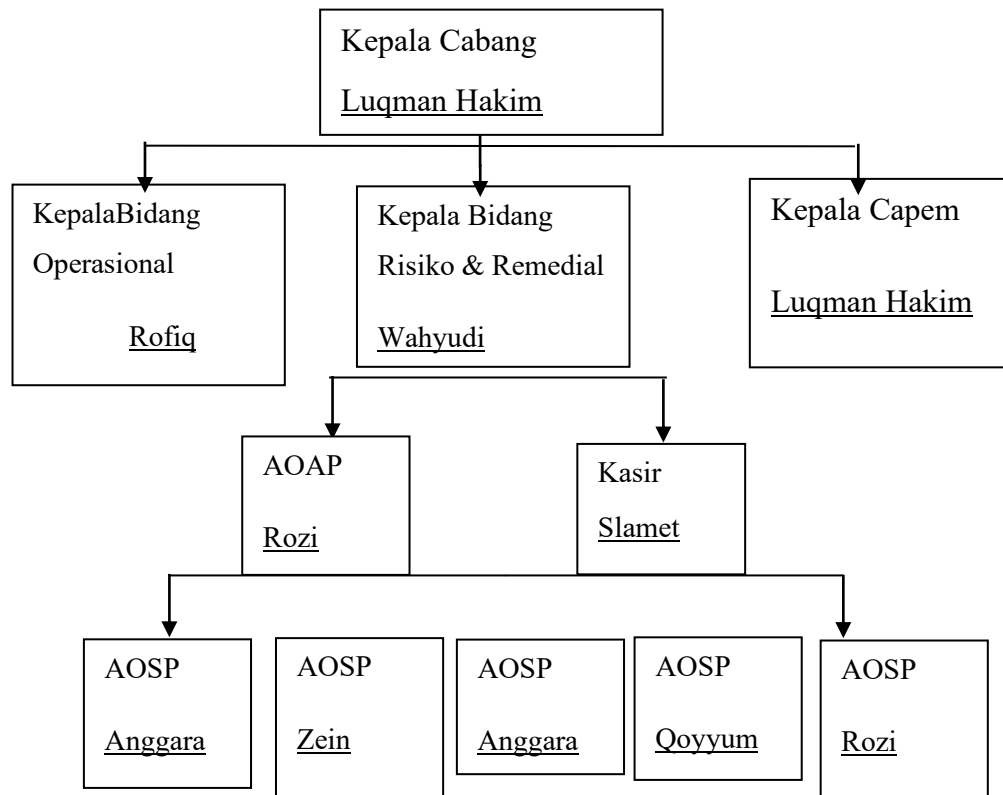 Kepala Cabang
Luqman Hakim
KepalaBidang
Operasional
Rofiq
Kepala Bidang
Risiko & Remedial
Wahyudi
Kepala Capem
Luqman Hakim
AOAP
Rozi
Kasir
Slamet
AOSP
Anggara
AOSP
Zein
AOSP
Anggara
AOSP
Qoyyum
AOSP
Rozi